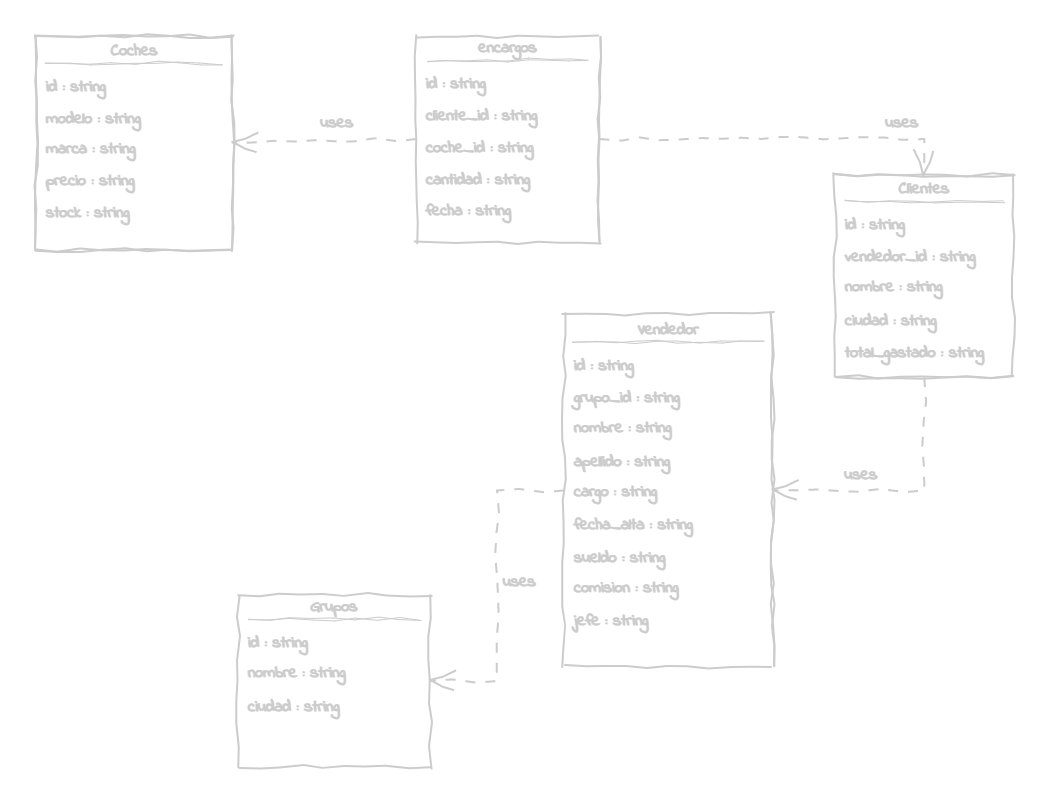 Coches
id : string
modelo : string
marca : string
precio : string
stock : string
uses
encargos
id : string
cliente_id : string
coche_id : string
cantidad : string
fecha : string
uses
Clientes
id : string
vendedor_id : string
nombre : string
ciudad : string
total_gastado : string
uses
vendedor
id : string
grupo_id : string
nombre : string
apellido : string
cargo : string
fecha_alta : string
sueldo : string
comision : string
jefe : string
uses
Grupos
id : string
nombre : string
ciudad : string